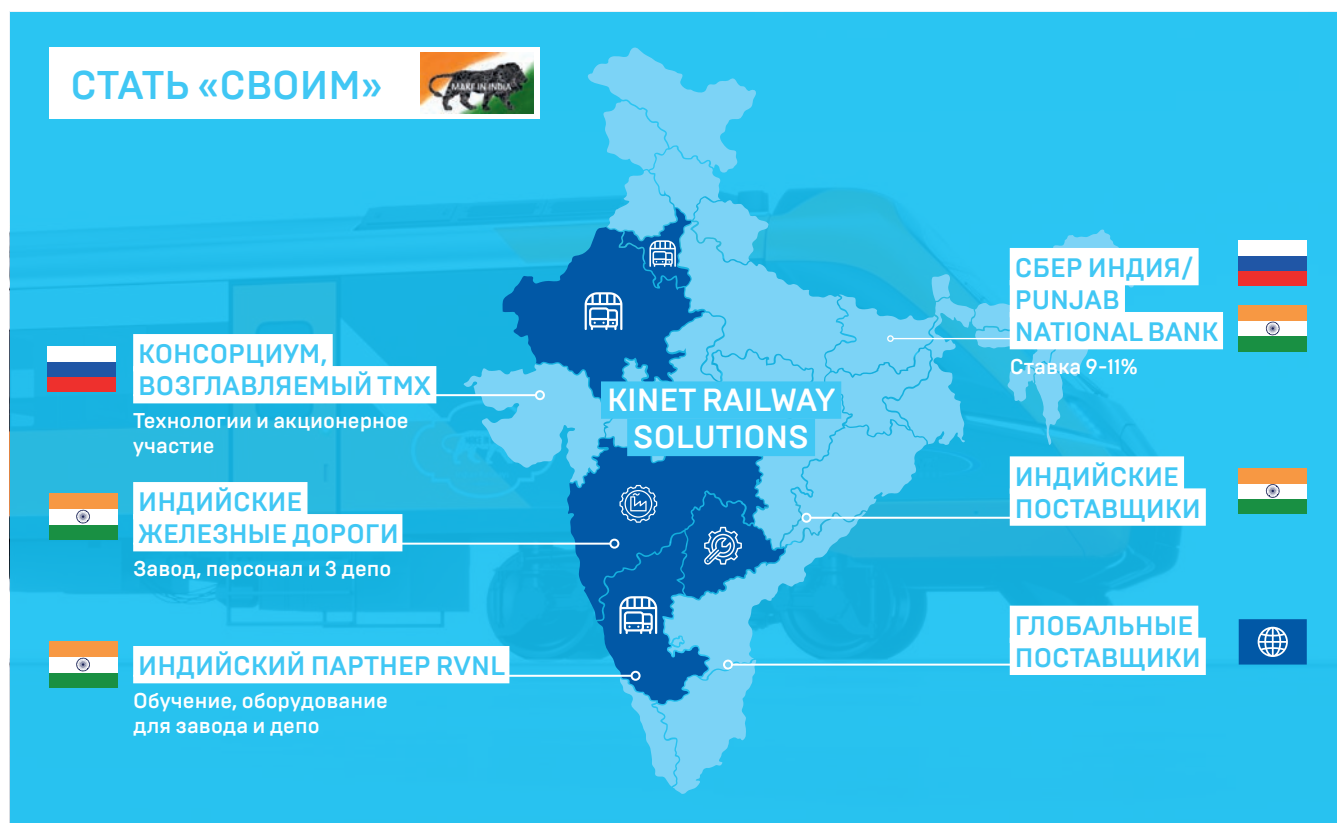 СТАТЬ «СВОИМ»
MAKE IN INDIA
КОНСОРЦИУМ,
ВОЗГЛАВЛЯЕМЫЙ ТМХ
Технологии и акционерное
участие
ИНДИЙСКИЕ
ЖЕЛЕЗНЫЕ ДОРОГИ
Завод, персонал и 3 депо
ИНДИЙСКИЙ ПАРТНЕР RVNL
Обучение, оборудование
для завода и депо
KINET RAILWAY
SOLUTIONS
СБЕР ИНДИЯ/
PUNJAB
NATIONAL BANK
Ставка 9-11%
ИНДИЙСКИЕ
ПОСТАВЩИКИ
ГЛОБАЛЬНЫЕ
ПОСТАВЩИКИ